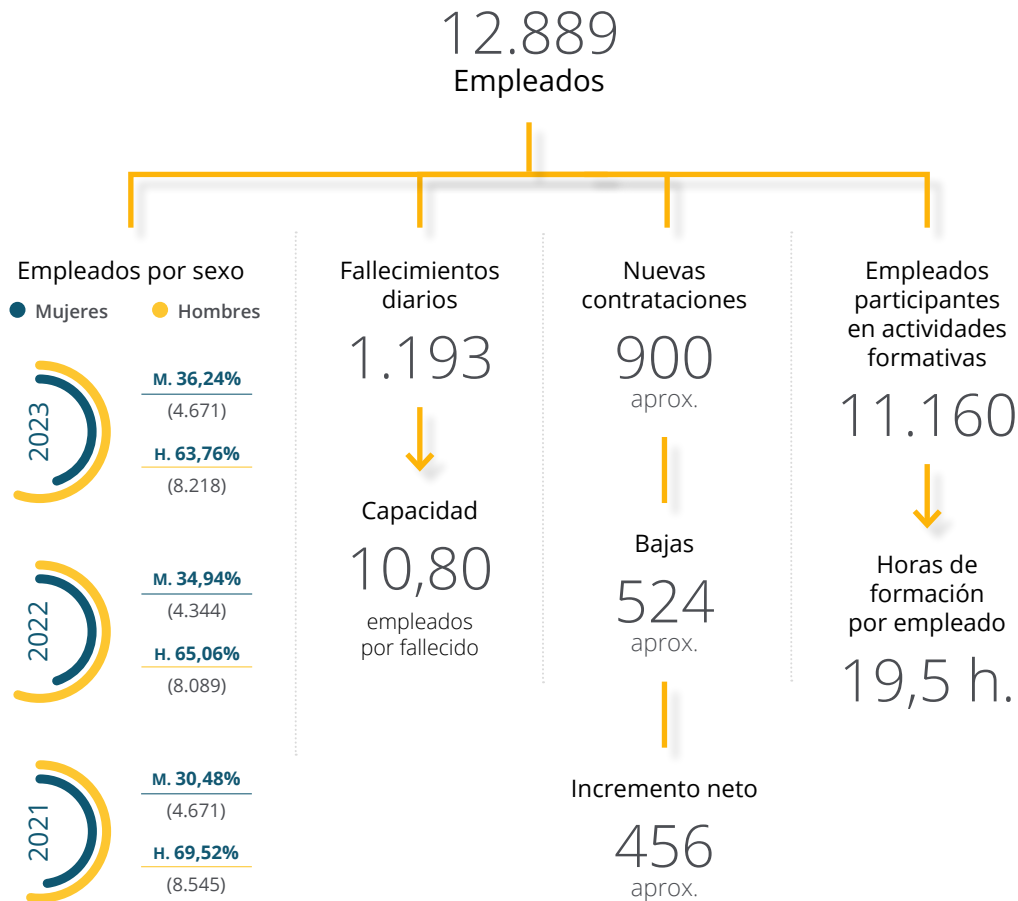 12.889
Empleados
Empleados por sexo
Mujeres
Hombres
2023
M. 36,24%
(4.671)
H. 63,76%
(8.218)
2022
M. 34,94%
(4.344)
H. 65,06%
(8.089)
2021
M. 30,48%
(4.671)
H. 69,52%
(8.545)
Fallecimientos
diarios
1.193
Capacidad
10,80
empleados
por fallecido
Nuevas
contrataciones
900
aprox.
Bajas
524
aprox.
Incremento neto
456
aprox.
Empleados
participantes
en actividades
formativas
11.160
Horas de
formación
por empleado
19,5 h.